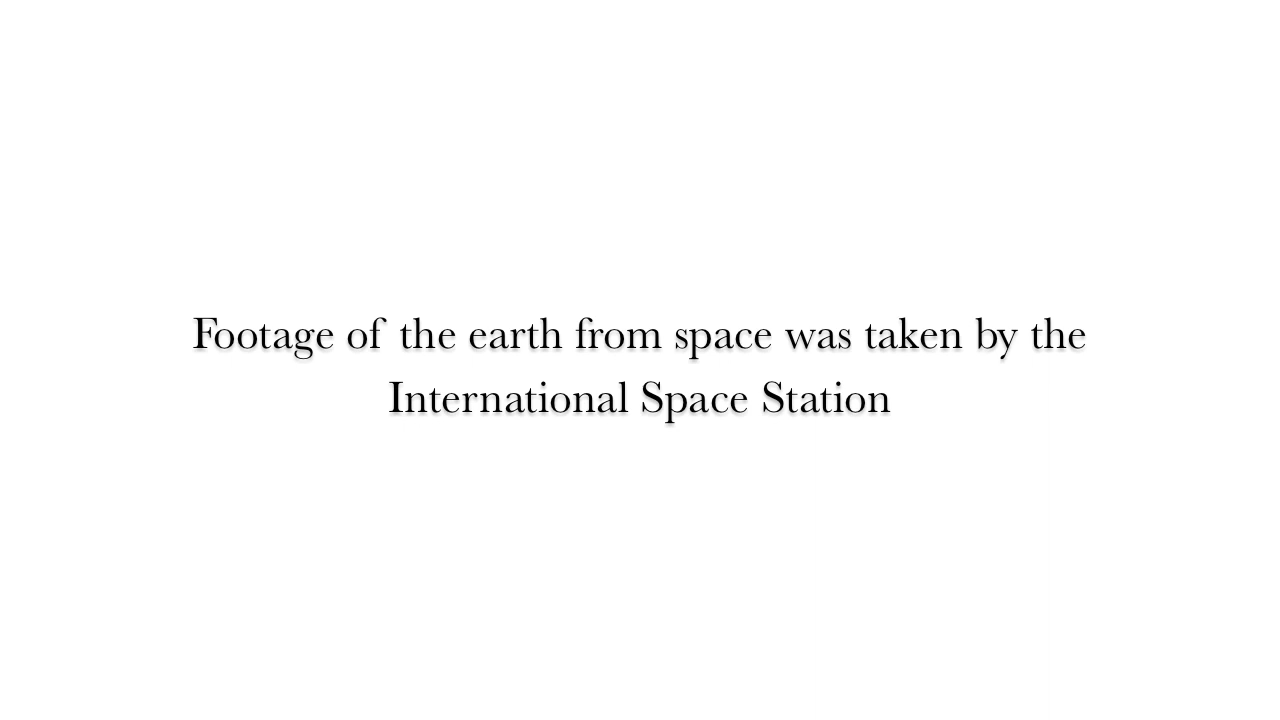 Footage of the earth from space was taken by the
International Space Station